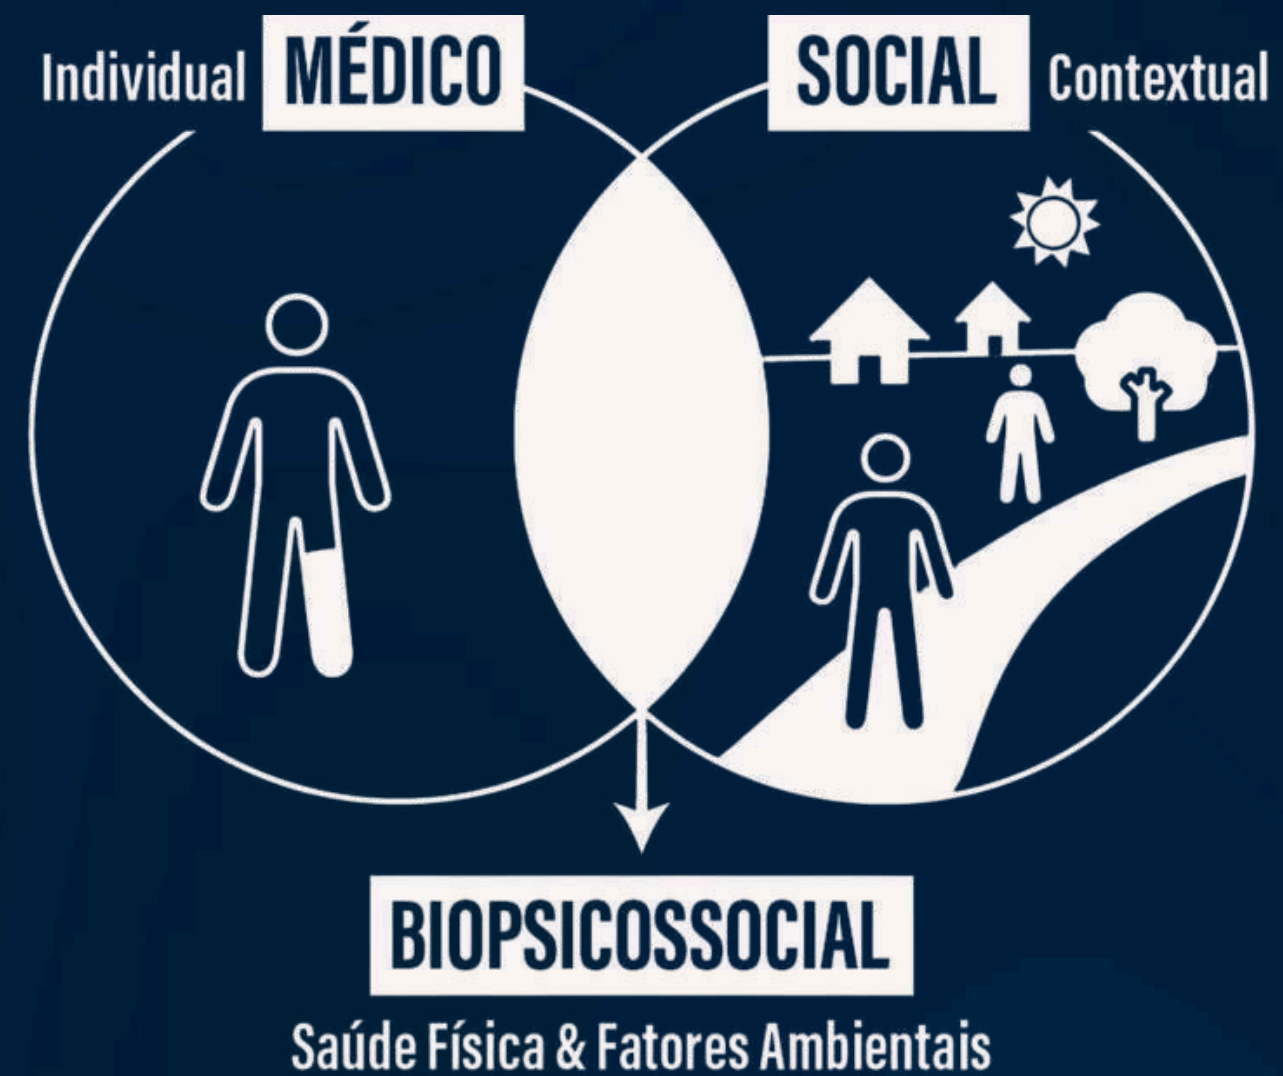 Individual MÉDICO SOCIAL Contextual
BIOPSICOSSOCIAL
Saúde Física & Fatores Ambientais